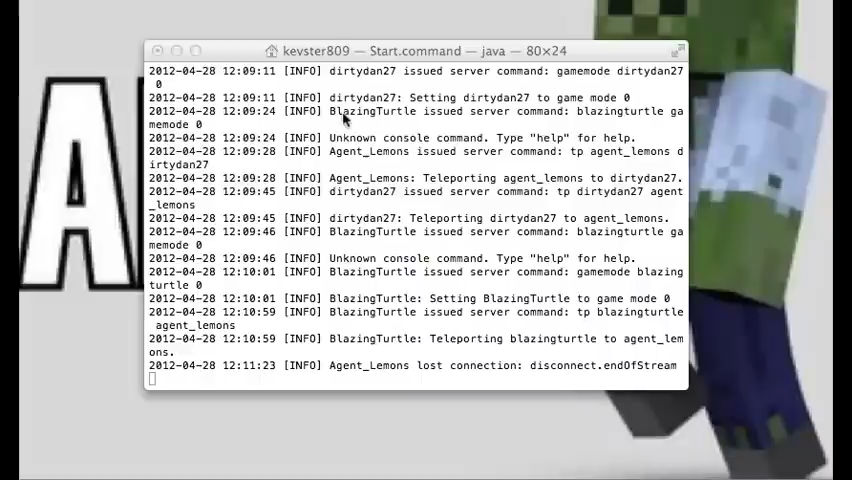 kevster809 — Start.command — java — 80×24
2012-04-28 12:09:11 [INFO] dirtydan27 issued server command: gamemode dirtydan27
0
2012-04-28 12:09:11 [INFO] dirtydan27: Setting dirtydan27 to game mode 0
2012-04-28 12:09:24 [INFO] BlazingTurtle issued server command: blazingturtle ga
memode 0
2012-04-28 12:09:24 [INFO] Unknown console command. Type "help" for help.
2012-04-28 12:09:28 [INFO] Agent_Lemons issued server command: tp agent_lemons d
irtydan27
2012-04-28 12:09:28 [INFO] Agent_Lemons: Teleporting agent_lemons to dirtydan27.
2012-04-28 12:09:45 [INFO] dirtydan27 issued server command: tp dirtydan27 agent
_lemons
2012-04-28 12:09:45 [INFO] dirtydan27: Teleporting dirtydan27 to agent_lemons.
2012-04-28 12:09:46 [INFO] BlazingTurtle issued server command: blazingturtle ga
memode 0
2012-04-28 12:09:46 [INFO] Unknown console command. Type "help" for help.
2012-04-28 12:10:01 [INFO] BlazingTurtle issued server command: gamemode blazing
turtle 0
2012-04-28 12:10:01 [INFO] BlazingTurtle: Setting BlazingTurtle to game mode 0
2012-04-28 12:10:59 [INFO] BlazingTurtle issued server command: tp blazingturtle
agent_lemons
2012-04-28 12:10:59 [INFO] BlazingTurtle: Teleporting blazingturtle to agent_lem
ons.
2012-04-28 12:11:23 [INFO] Agent_Lemons lost connection: disconnect.endOfStream